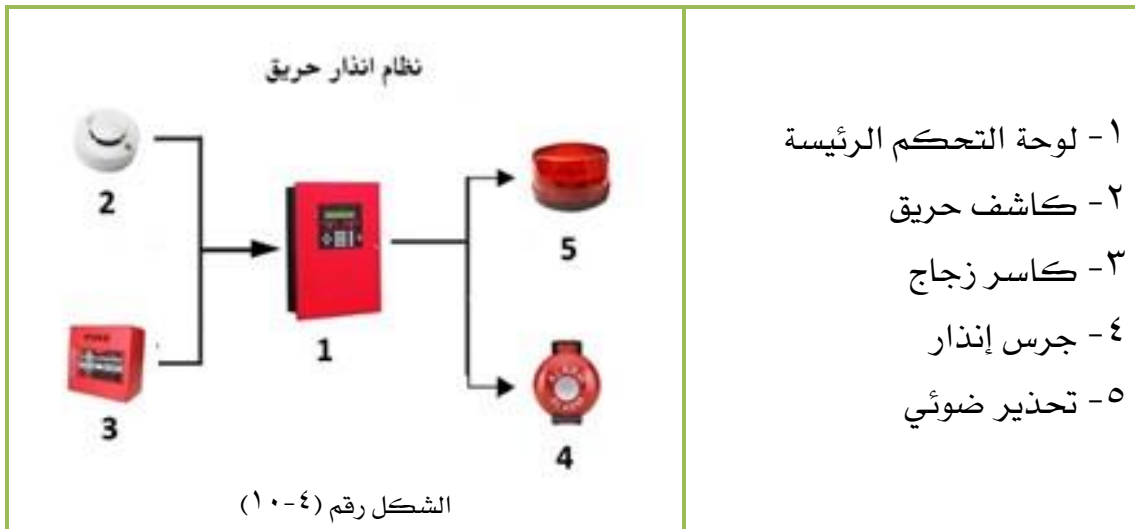 نظام انذار حريق
2
5
1
3
4
الشكل رقم (٤-١٠)
١- لوحة التحكم الرئيسة
٢- كاشف حريق
٣- كاسر زجاج
٤- جرس إنذار
٥- تحذير ضوئي